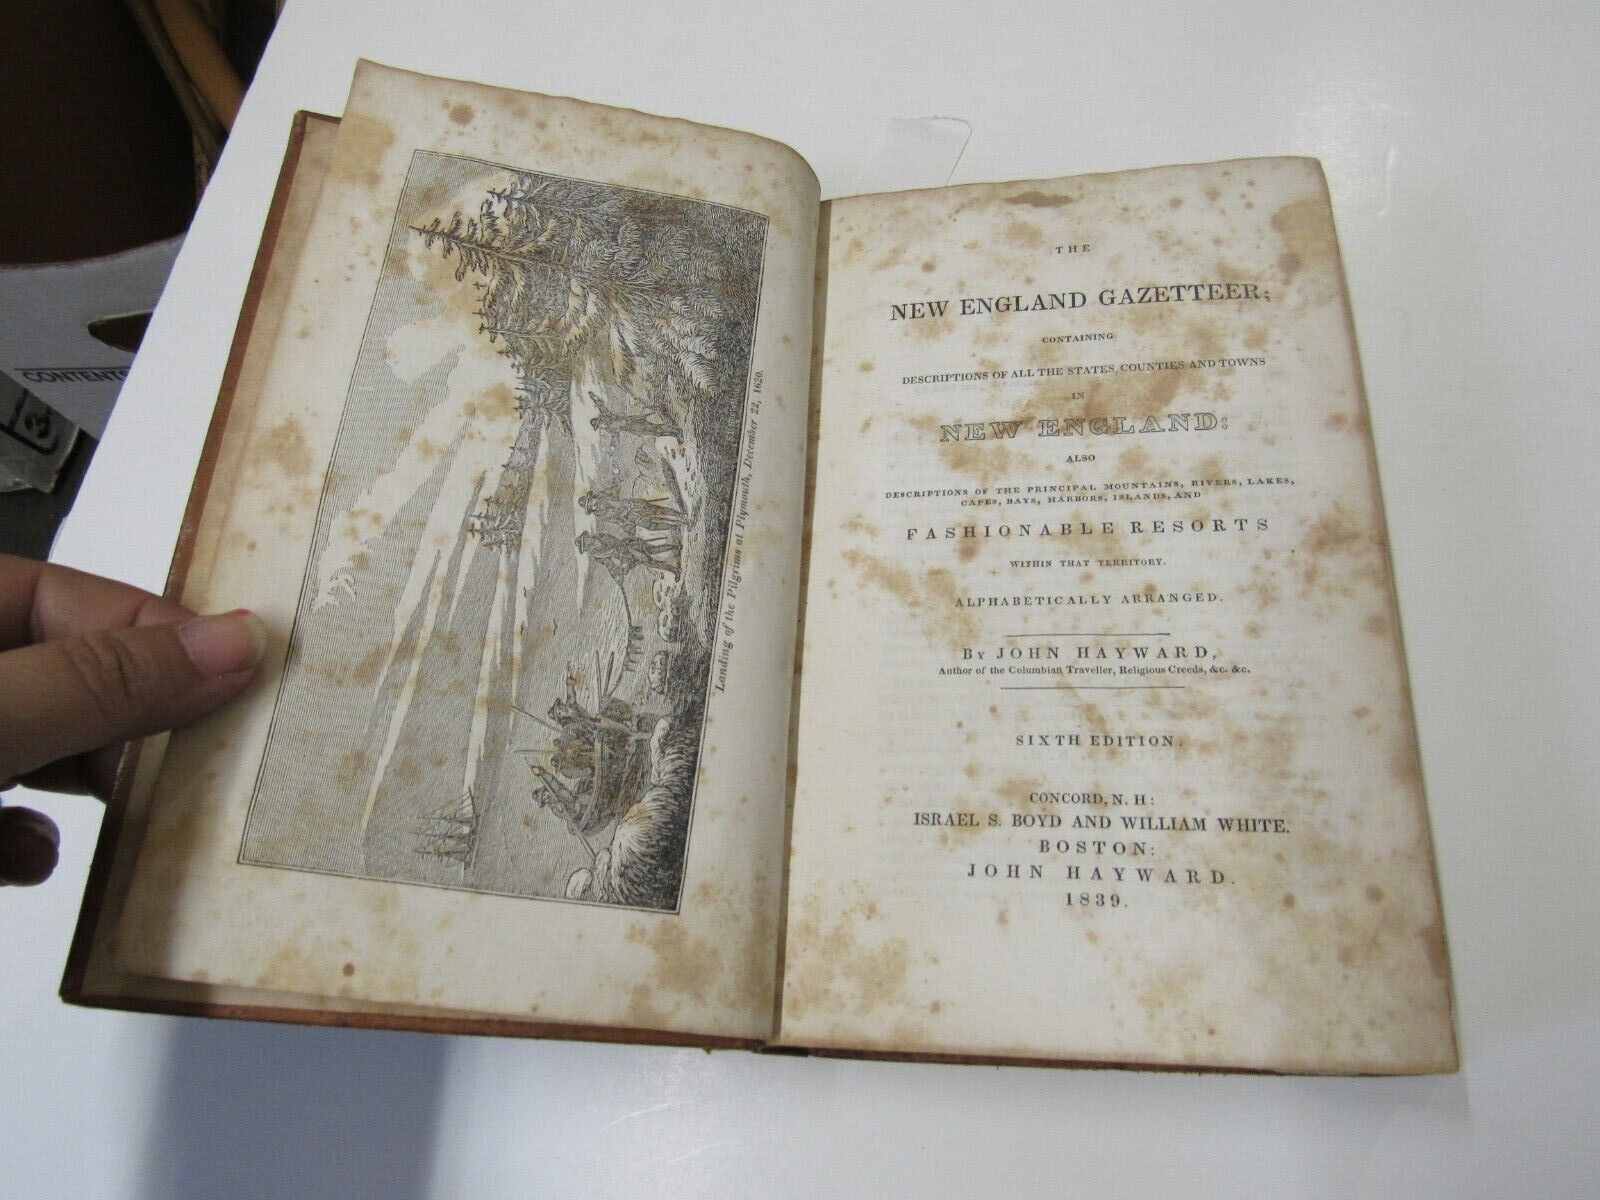 CONTENTS
Landing of the Pilgrims at Plymouth, December 22, 1620.
THE
NEW ENGLAND GAZETTEER;
CONTAINING
DESCRIPTIONS OF ALL THE STATES, COUNTIES AND TOWNS
IN
NEW ENGLAND:
ALSO
DESCRIPTIONS OF THE PRINCIPAL MOUNTAINS, RIVERS, LAKES,
CAPES, BAYS, HARBORS, ISLANDS, AND
FASHIONABLE RESORTS
WITHIN THAT TERRITORY.
ALPHABETICALLY ARRANGED.
BY JOHN HAYWARD,
Author of the Columbian Traveller, Religious Creeds, &c. &c.
SIXTH EDITION.
CONCORD, N. H:
ISRAEL S. BOYD AND WILLIAM WHITE.
BOSTON:
JOHN HAYWARD.
1839.